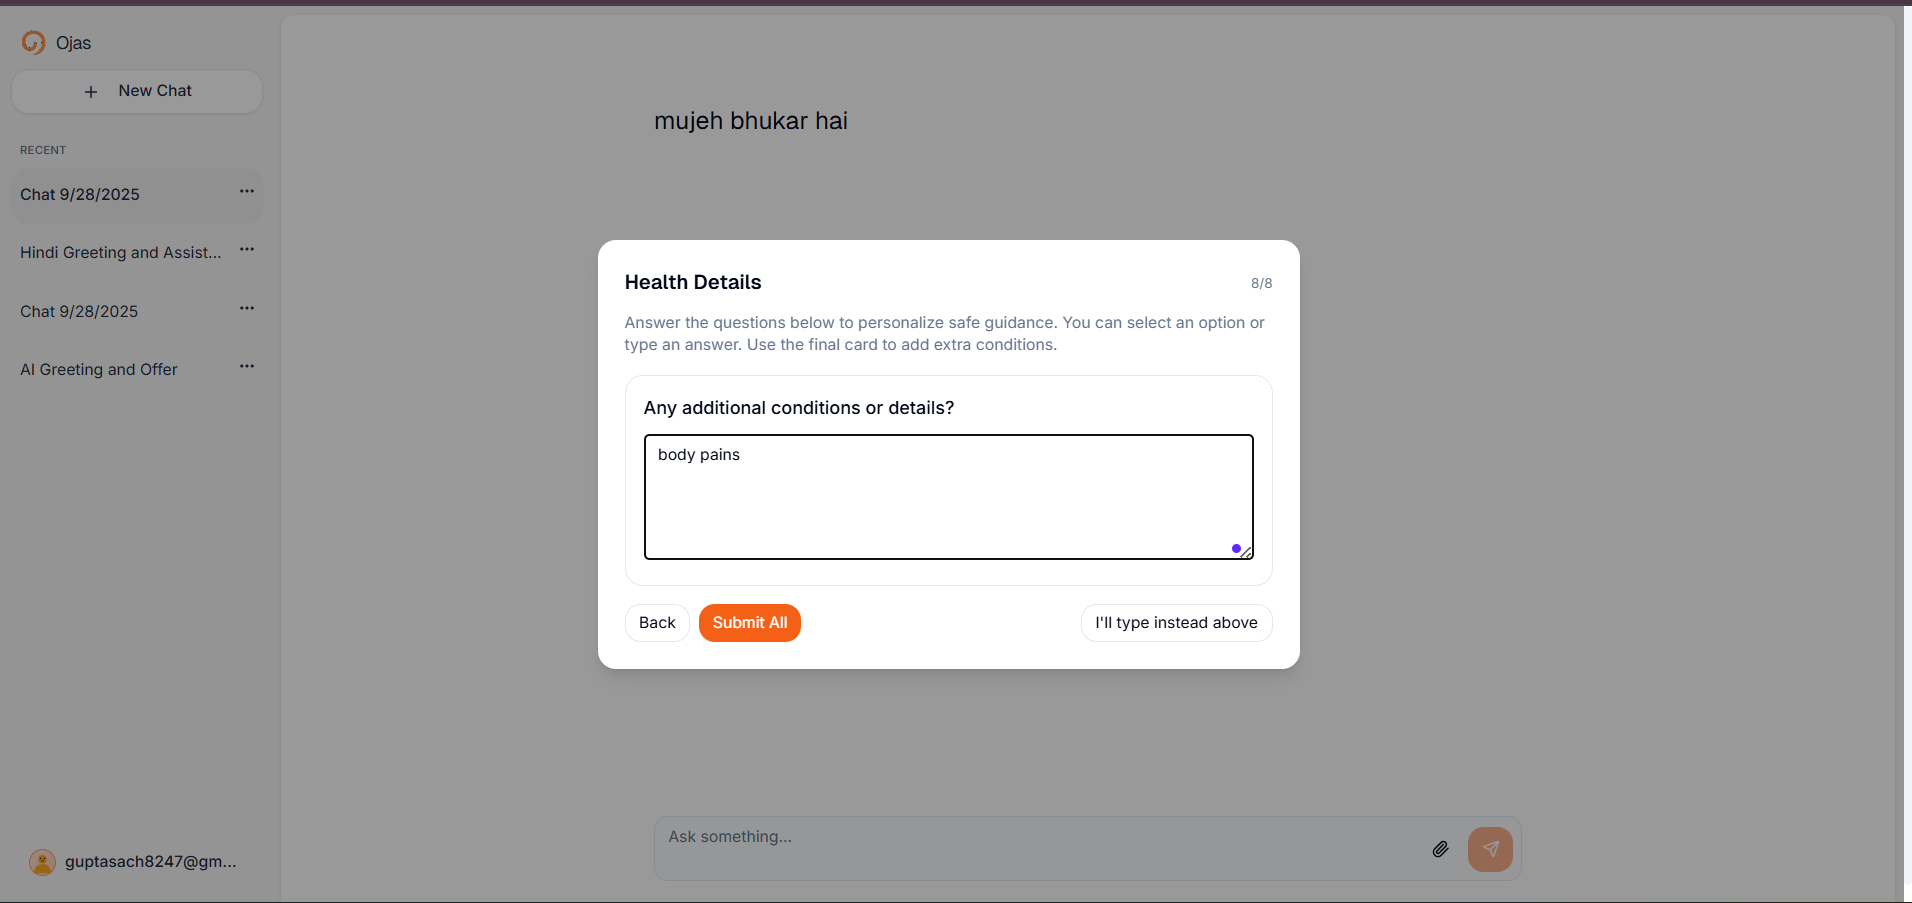 Ojas
New Chat
RECENT
Chat 9/28/2025
Hindi Greeting and Assist...
Chat 9/28/2025
AI Greeting and Offer
guptasach8247@gm...
mujeh bhukar hai
Health Details
8/8
Answer the questions below to personalize safe guidance. You can select an option or
type an answer. Use the final card to add extra conditions.
Any additional conditions or details?
body pains
Back
Submit All
I'll type instead above
Ask something...